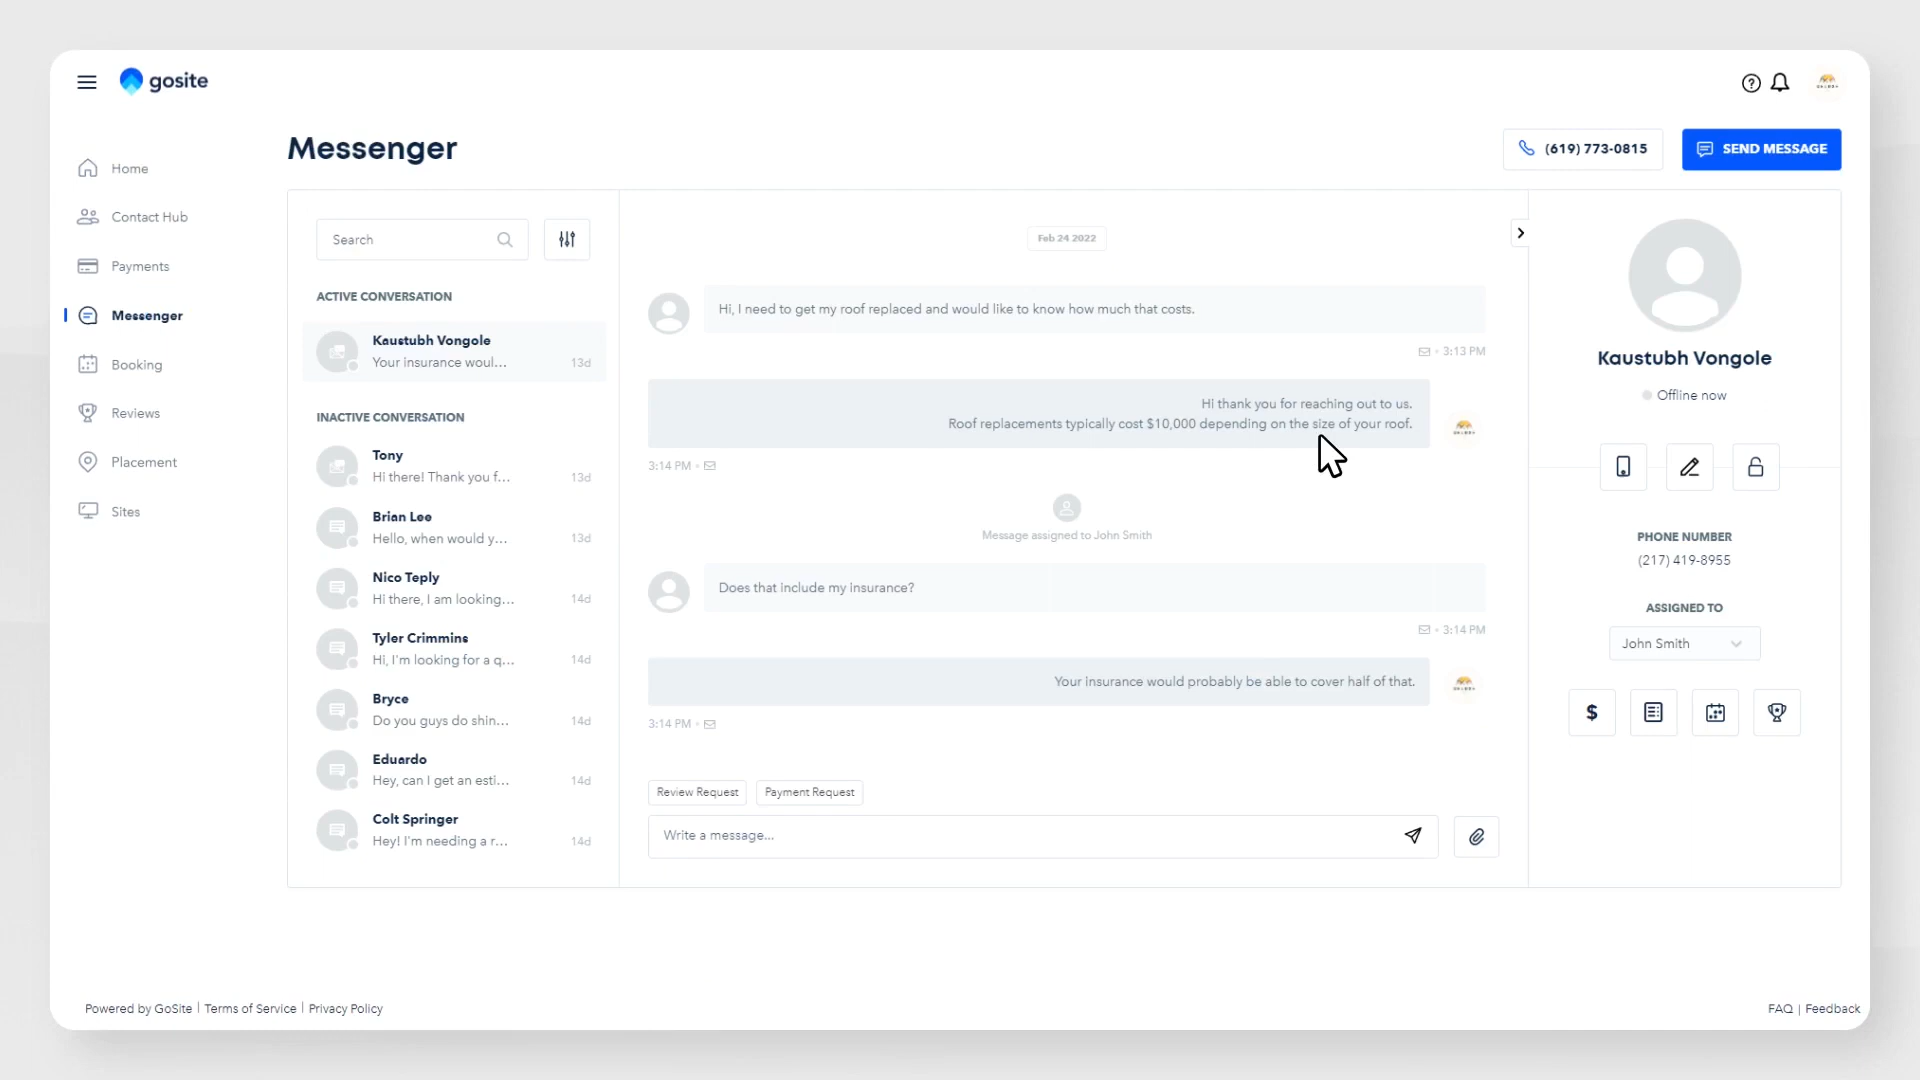 gosite
Home
Contact Hub
Payments
Messenger
Booking
Reviews
Placement
Sites
Messenger
(619) 773-0815
SEND MESSAGE
Search
ACTIVE CONVERSATION
Kaustubh Vongole
Your insurance woul...
13d
INACTIVE CONVERSATION
Tony
Hi there! Thank you f...
13d
Brian Lee
Hello, when would y...
13d
Nico Teply
Hi there, I am looking...
14d
Tyler Crimmins
Hi, I'm looking for a q...
14d
Bryce
Do you guys do shin...
14d
Eduardo
Hey, can I get an esti...
14d
Colt Springer
Hey! I'm needing a r...
14d
Feb 24 2022
Hi, I need to get my roof replaced and would like to know how much that costs.
3:13 PM
Hi thank you for reaching out to us.
Roof replacements typically cost $10,000 depending on the size of your roof.
3:14 PM
Message assigned to John Smith
Does that include my insurance?
3:14 PM
Your insurance would probably be able to cover half of that.
3:14 PM
Review Request
Payment Request
Write a message...
Kaustubh Vongole
Offline now
PHONE NUMBER
(217) 419-8955
ASSIGNED TO
John Smith
Powered by GoSite | Terms of Service | Privacy Policy
FAQ | Feedback